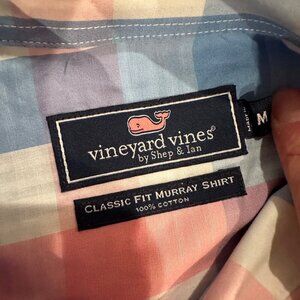 vineyard vines®
by Shep & Ian
M
CLASSIC FIT MURRAY SHIRT
100% COTTON